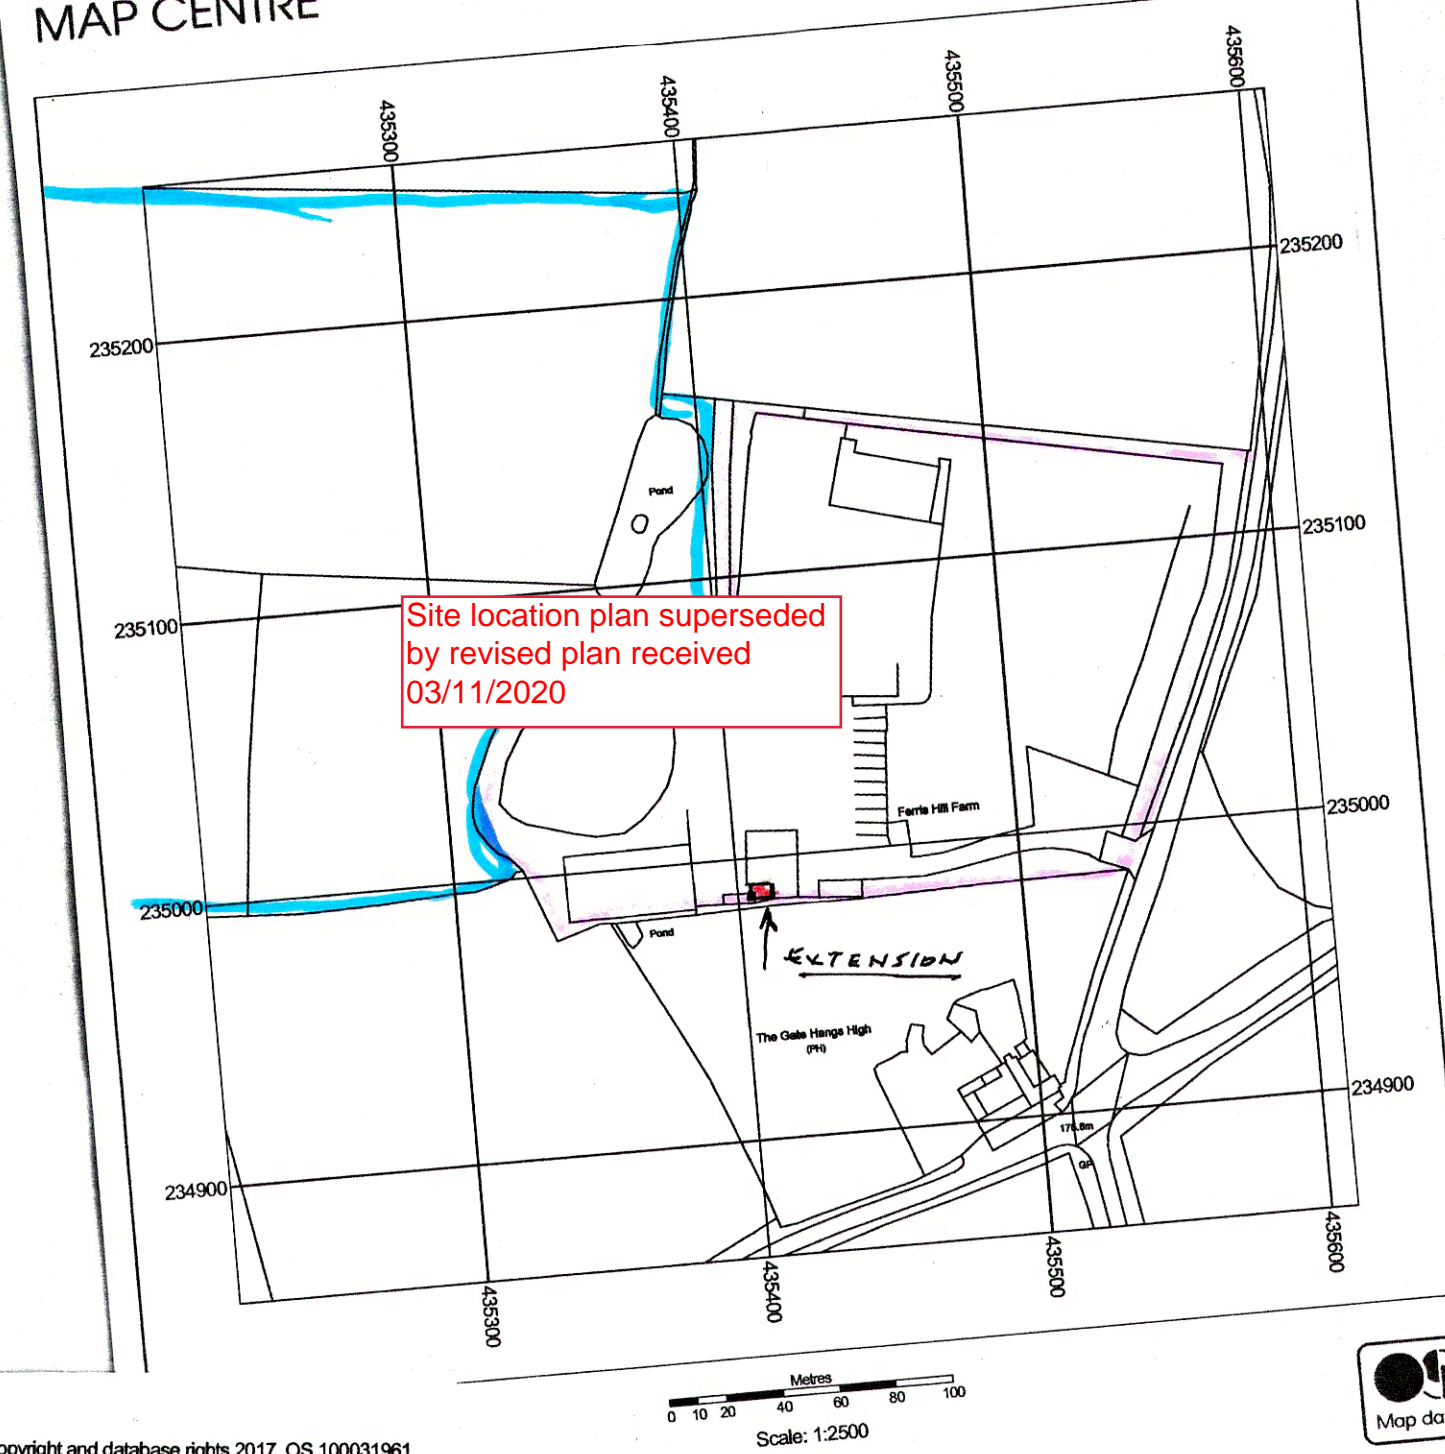 MAP CENTRE
435300
435400
435500
435600
235200
235200
Pond
235100
235100
Site location plan superseded
by revised plan received
03/11/2020
Ferris Hill Farm
235000
235000
Pond
EXTENSION
The Gate Hangs High
(PH)
234900
175.6m
GP
234900
435300
435400
435500
435600
Metres
0 10 20 40 60 80 100
Scale: 1:2500
Map da
opyright and database rights 2017 OS 100031961